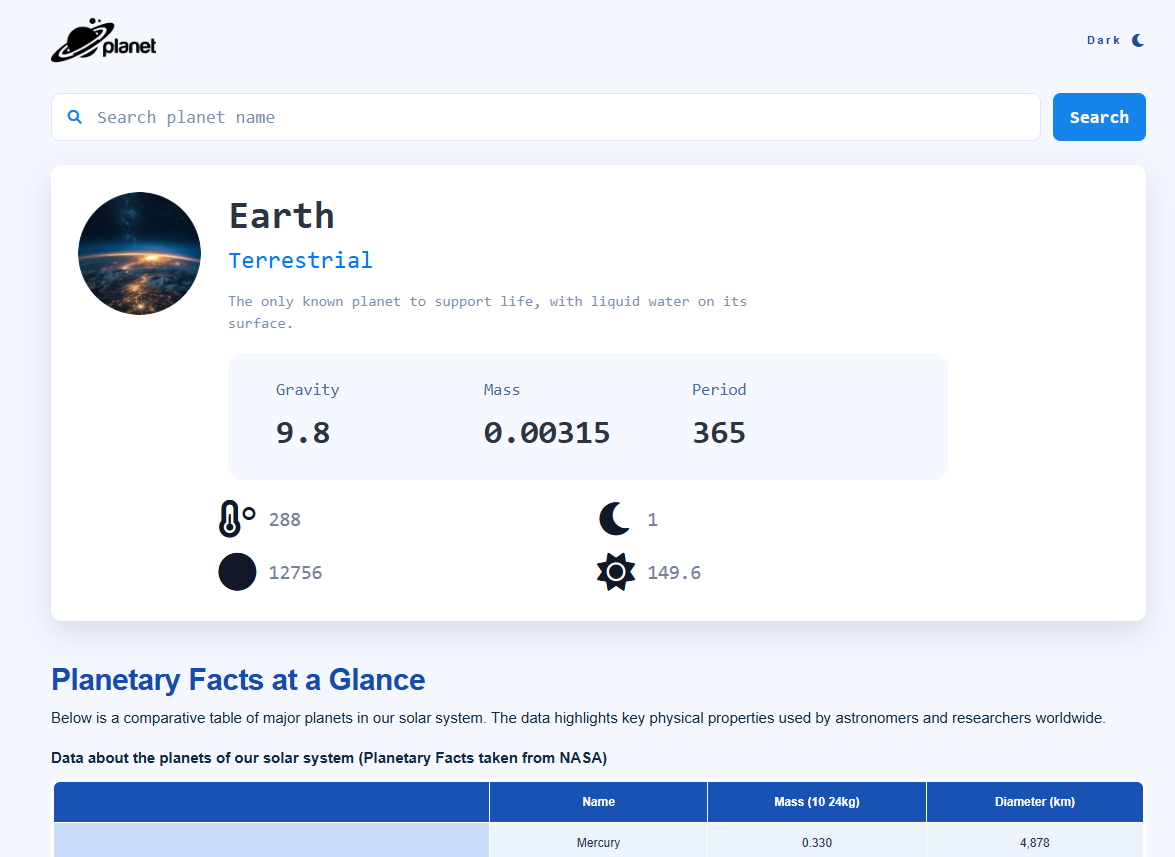 planet
Dark
Search planet name
Search
Earth
Terrestrial
The only known planet to support life, with liquid water on its
surface.
Gravity Mass Period
9.8 0.00315 365
288 1
12756 149.6
Planetary Facts at a Glance
Below is a comparative table of major planets in our solar system. The data highlights key physical properties used by astronomers and researchers worldwide.
Data about the planets of our solar system (Planetary Facts taken from NASA)
Name Mass (10 24kg) Diameter (km)
Mercury 0.330 4,878